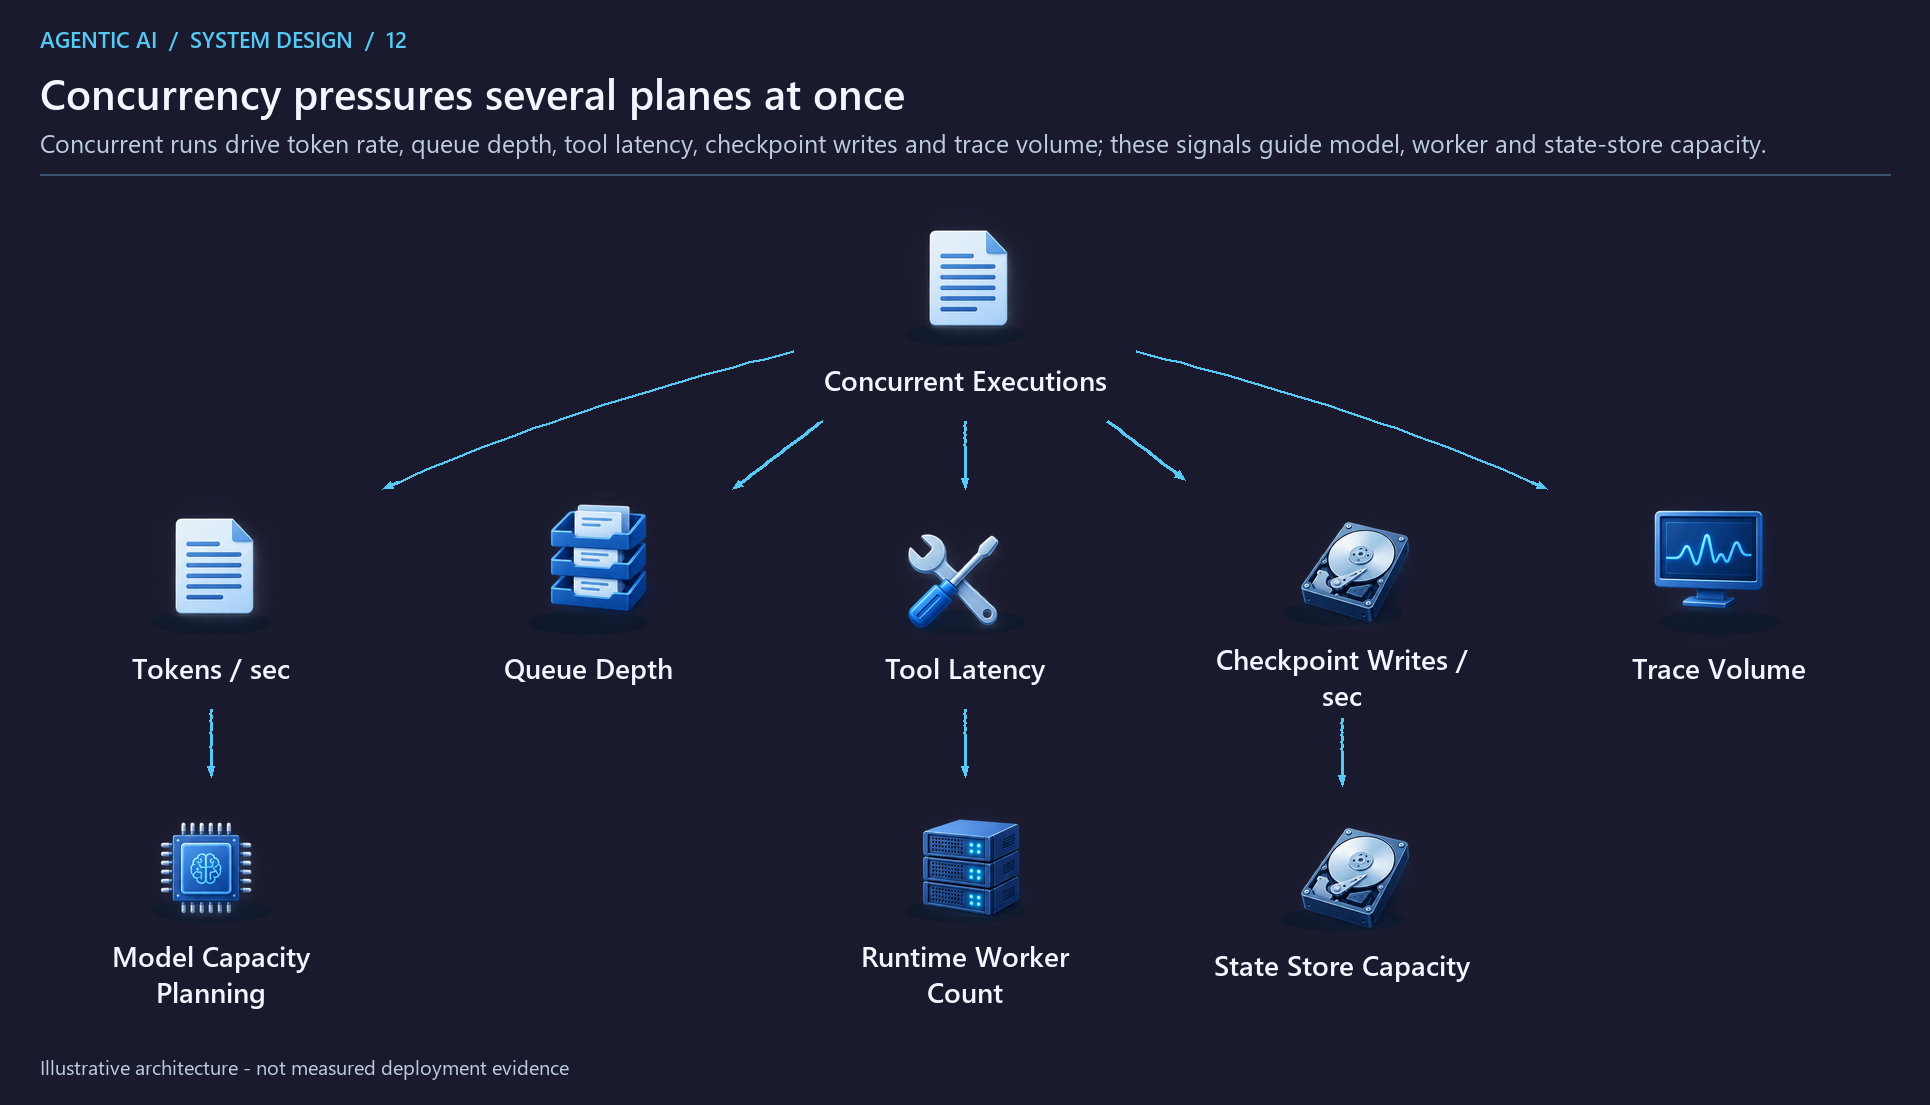 AGENTIC AI / SYSTEM DESIGN / 12
Concurrency pressures several planes at once
Concurrent runs drive token rate, queue depth, tool latency, checkpoint writes and trace volume; these signals guide model, worker and state-store capacity.
Concurrent Executions
Tokens / sec
Queue Depth
Tool Latency
Checkpoint Writes /
sec
Trace Volume
Model Capacity
Planning
Runtime Worker
Count
State Store Capacity
Illustrative architecture - not measured deployment evidence